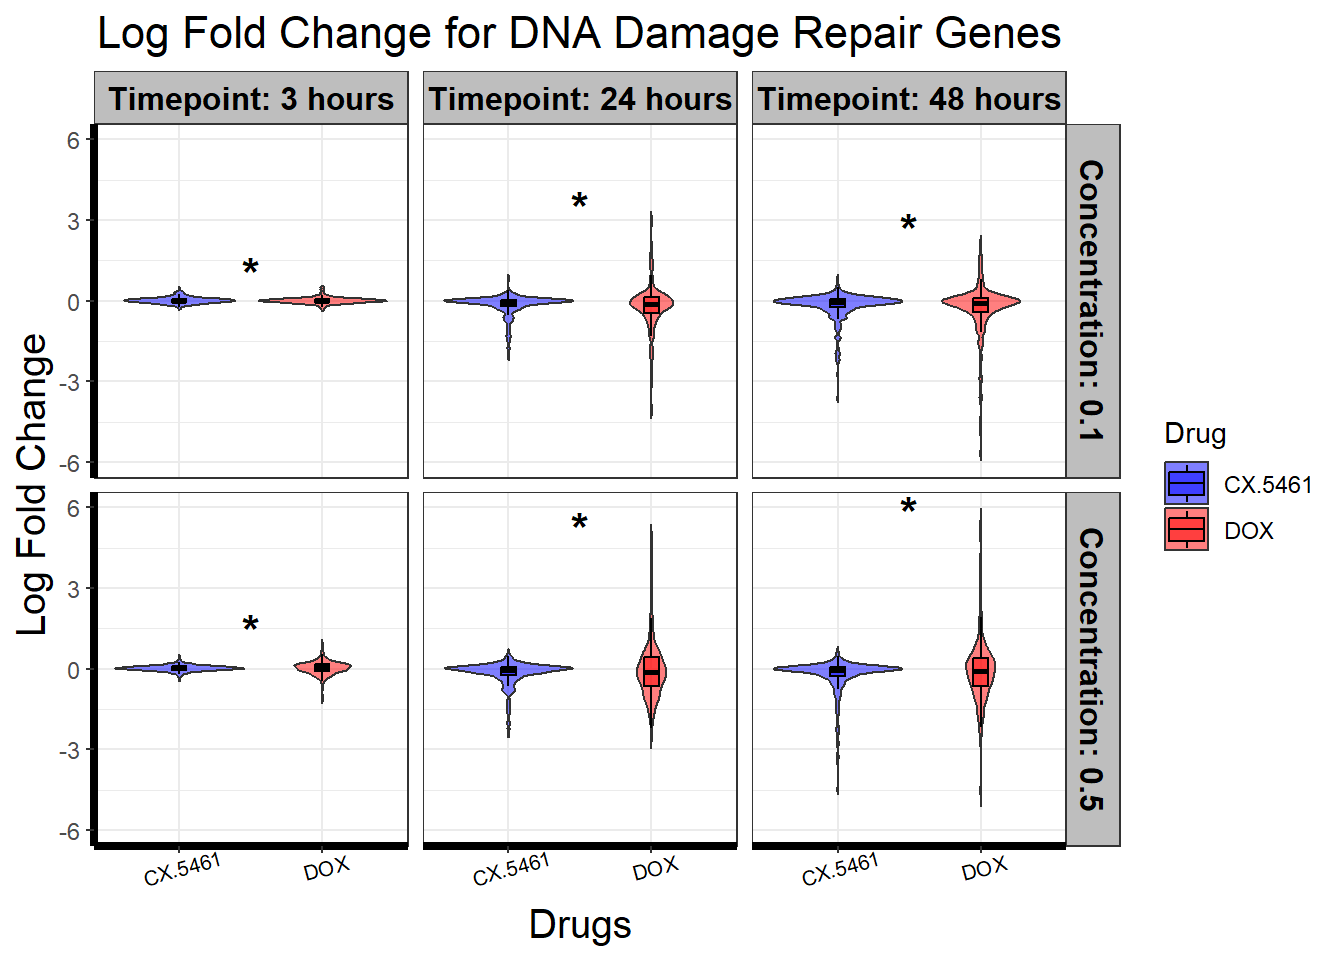 Log Fold Change for DNA Damage Repair Genes
Timepoint: 3 hours
Timepoint: 24 hours
Timepoint: 48 hours
Log Fold Change
6
3
0
-3
-6
*
*
*
Concentration: 0.1
6
3
0
-3
-6
*
*
*
Concentration: 0.5
CX.5461
DOX
CX.5461
DOX
CX.5461
DOX
Drugs
Drug
CX.5461
DOX